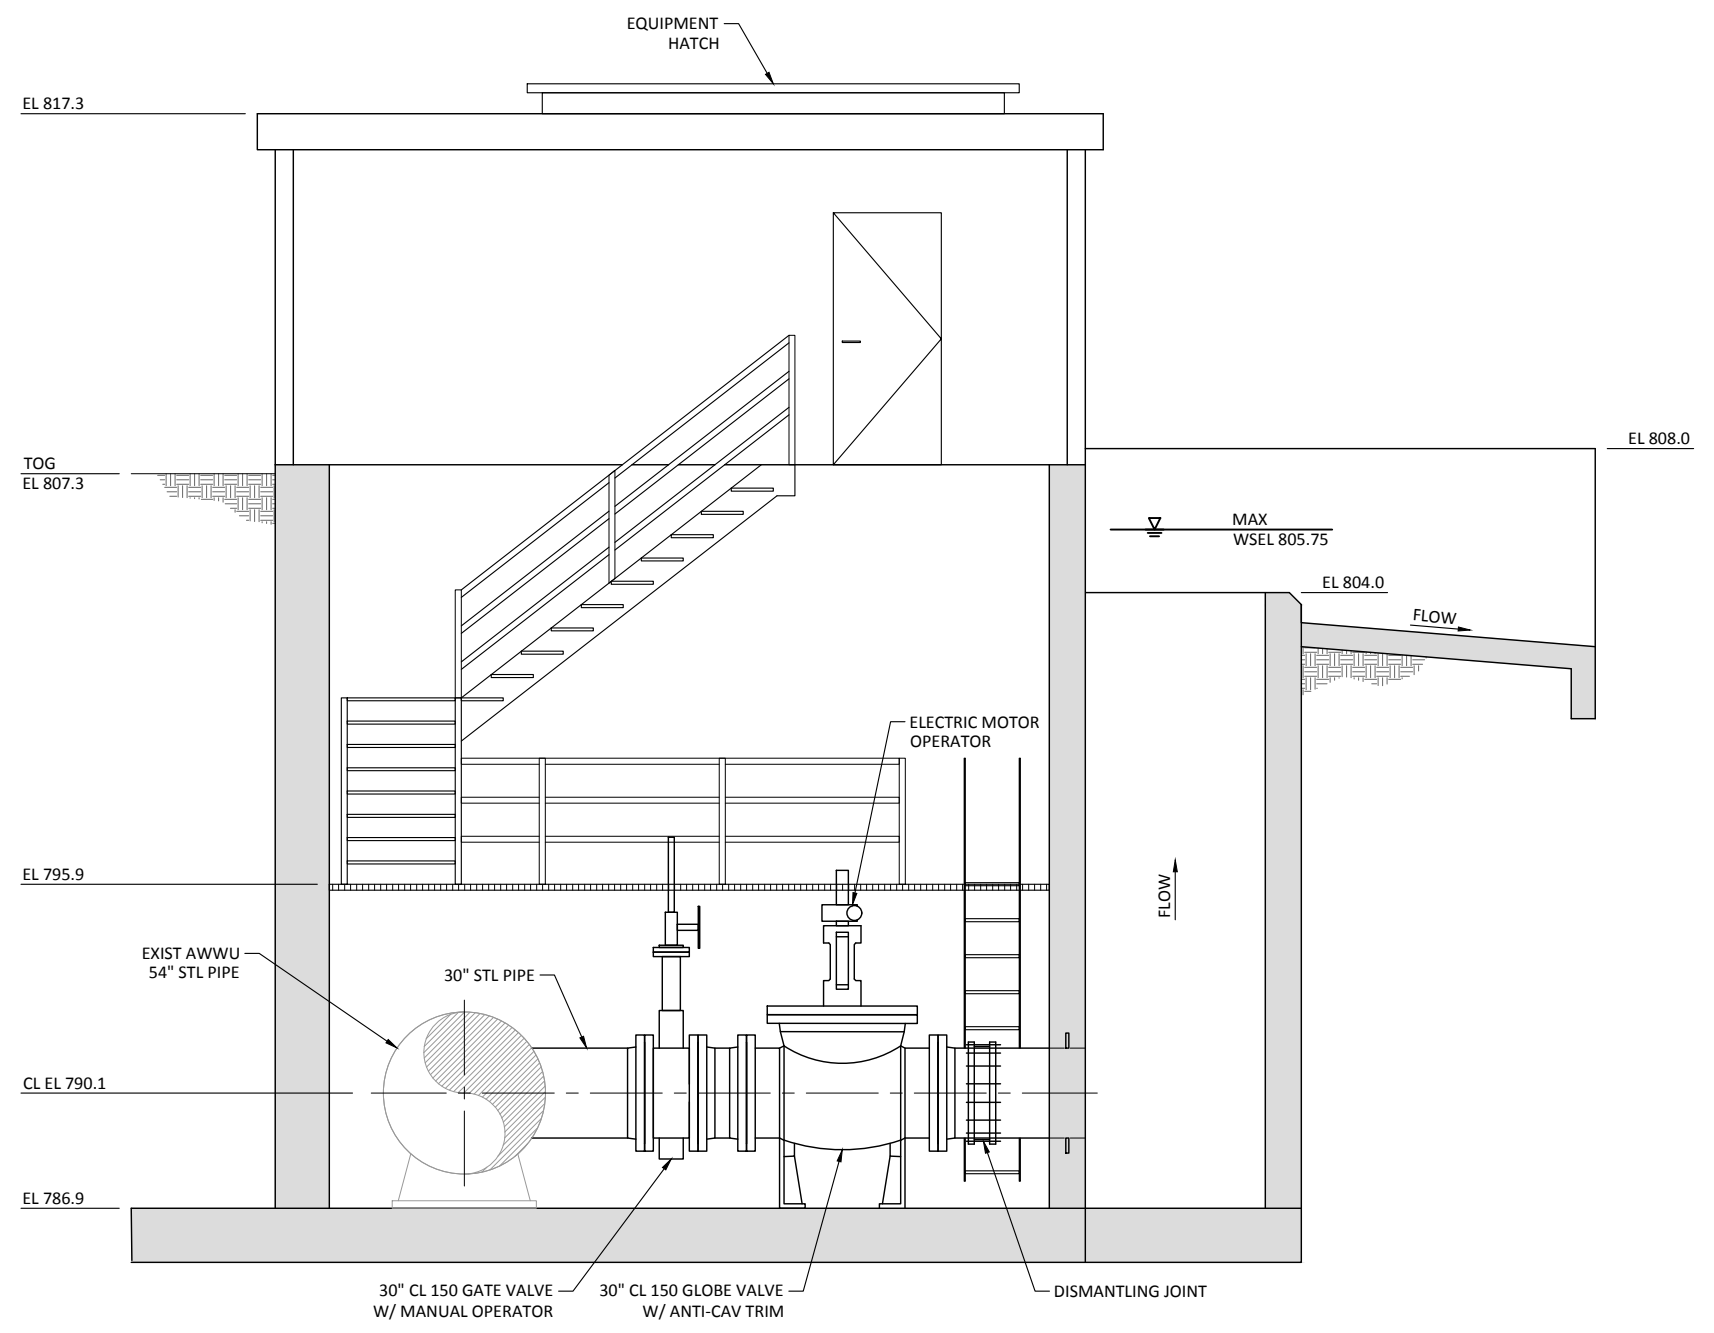 EQUIPMENT
HATCH
EL 817.3
TOG
EL 807.3
EL 808.0
MAX
WSEL 805.75
EL 804.0
FLOW
ELECTRIC MOTOR
OPERATOR
EL 795.9
FLOW
EXIST AWWU
54" STL PIPE
30" STL PIPE
CL EL 790.1
EL 786.9
30" CL 150 GATE VALVE
W/ MANUAL OPERATOR
30" CL 150 GLOBE VALVE
W/ ANTI-CAV TRIM
DISMANTLING JOINT